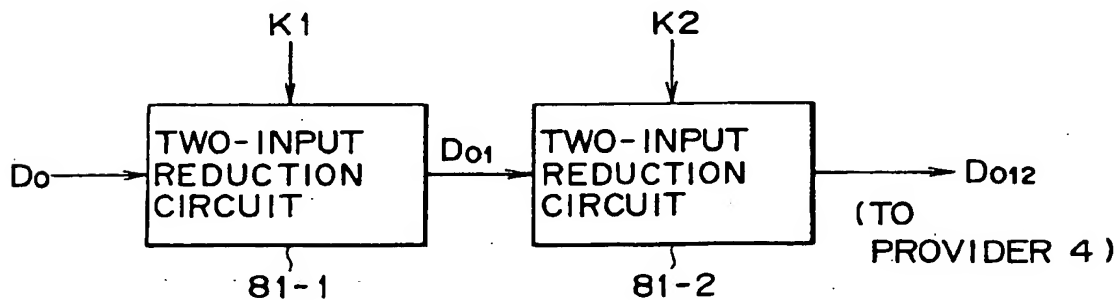 K1
K2
Do
TWO-INPUT
REDUCTION
CIRCUIT
Do1
TWO-INPUT
REDUCTION
CIRCUIT
Do12
(TO
PROVIDER 4)
81-1
81-2